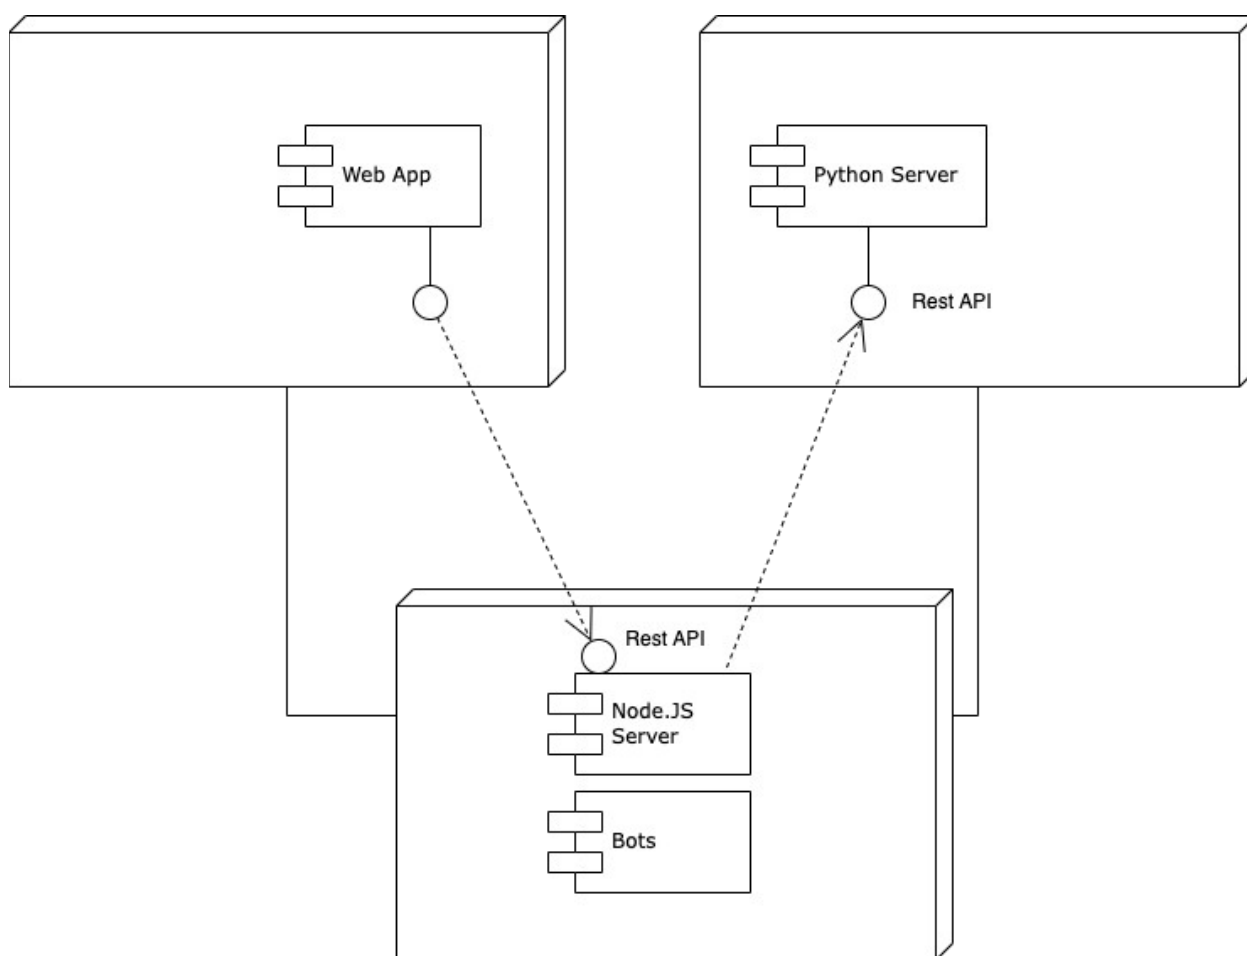 Web App
Python Server
Rest API
Rest API
Node.JS
Server
Bots